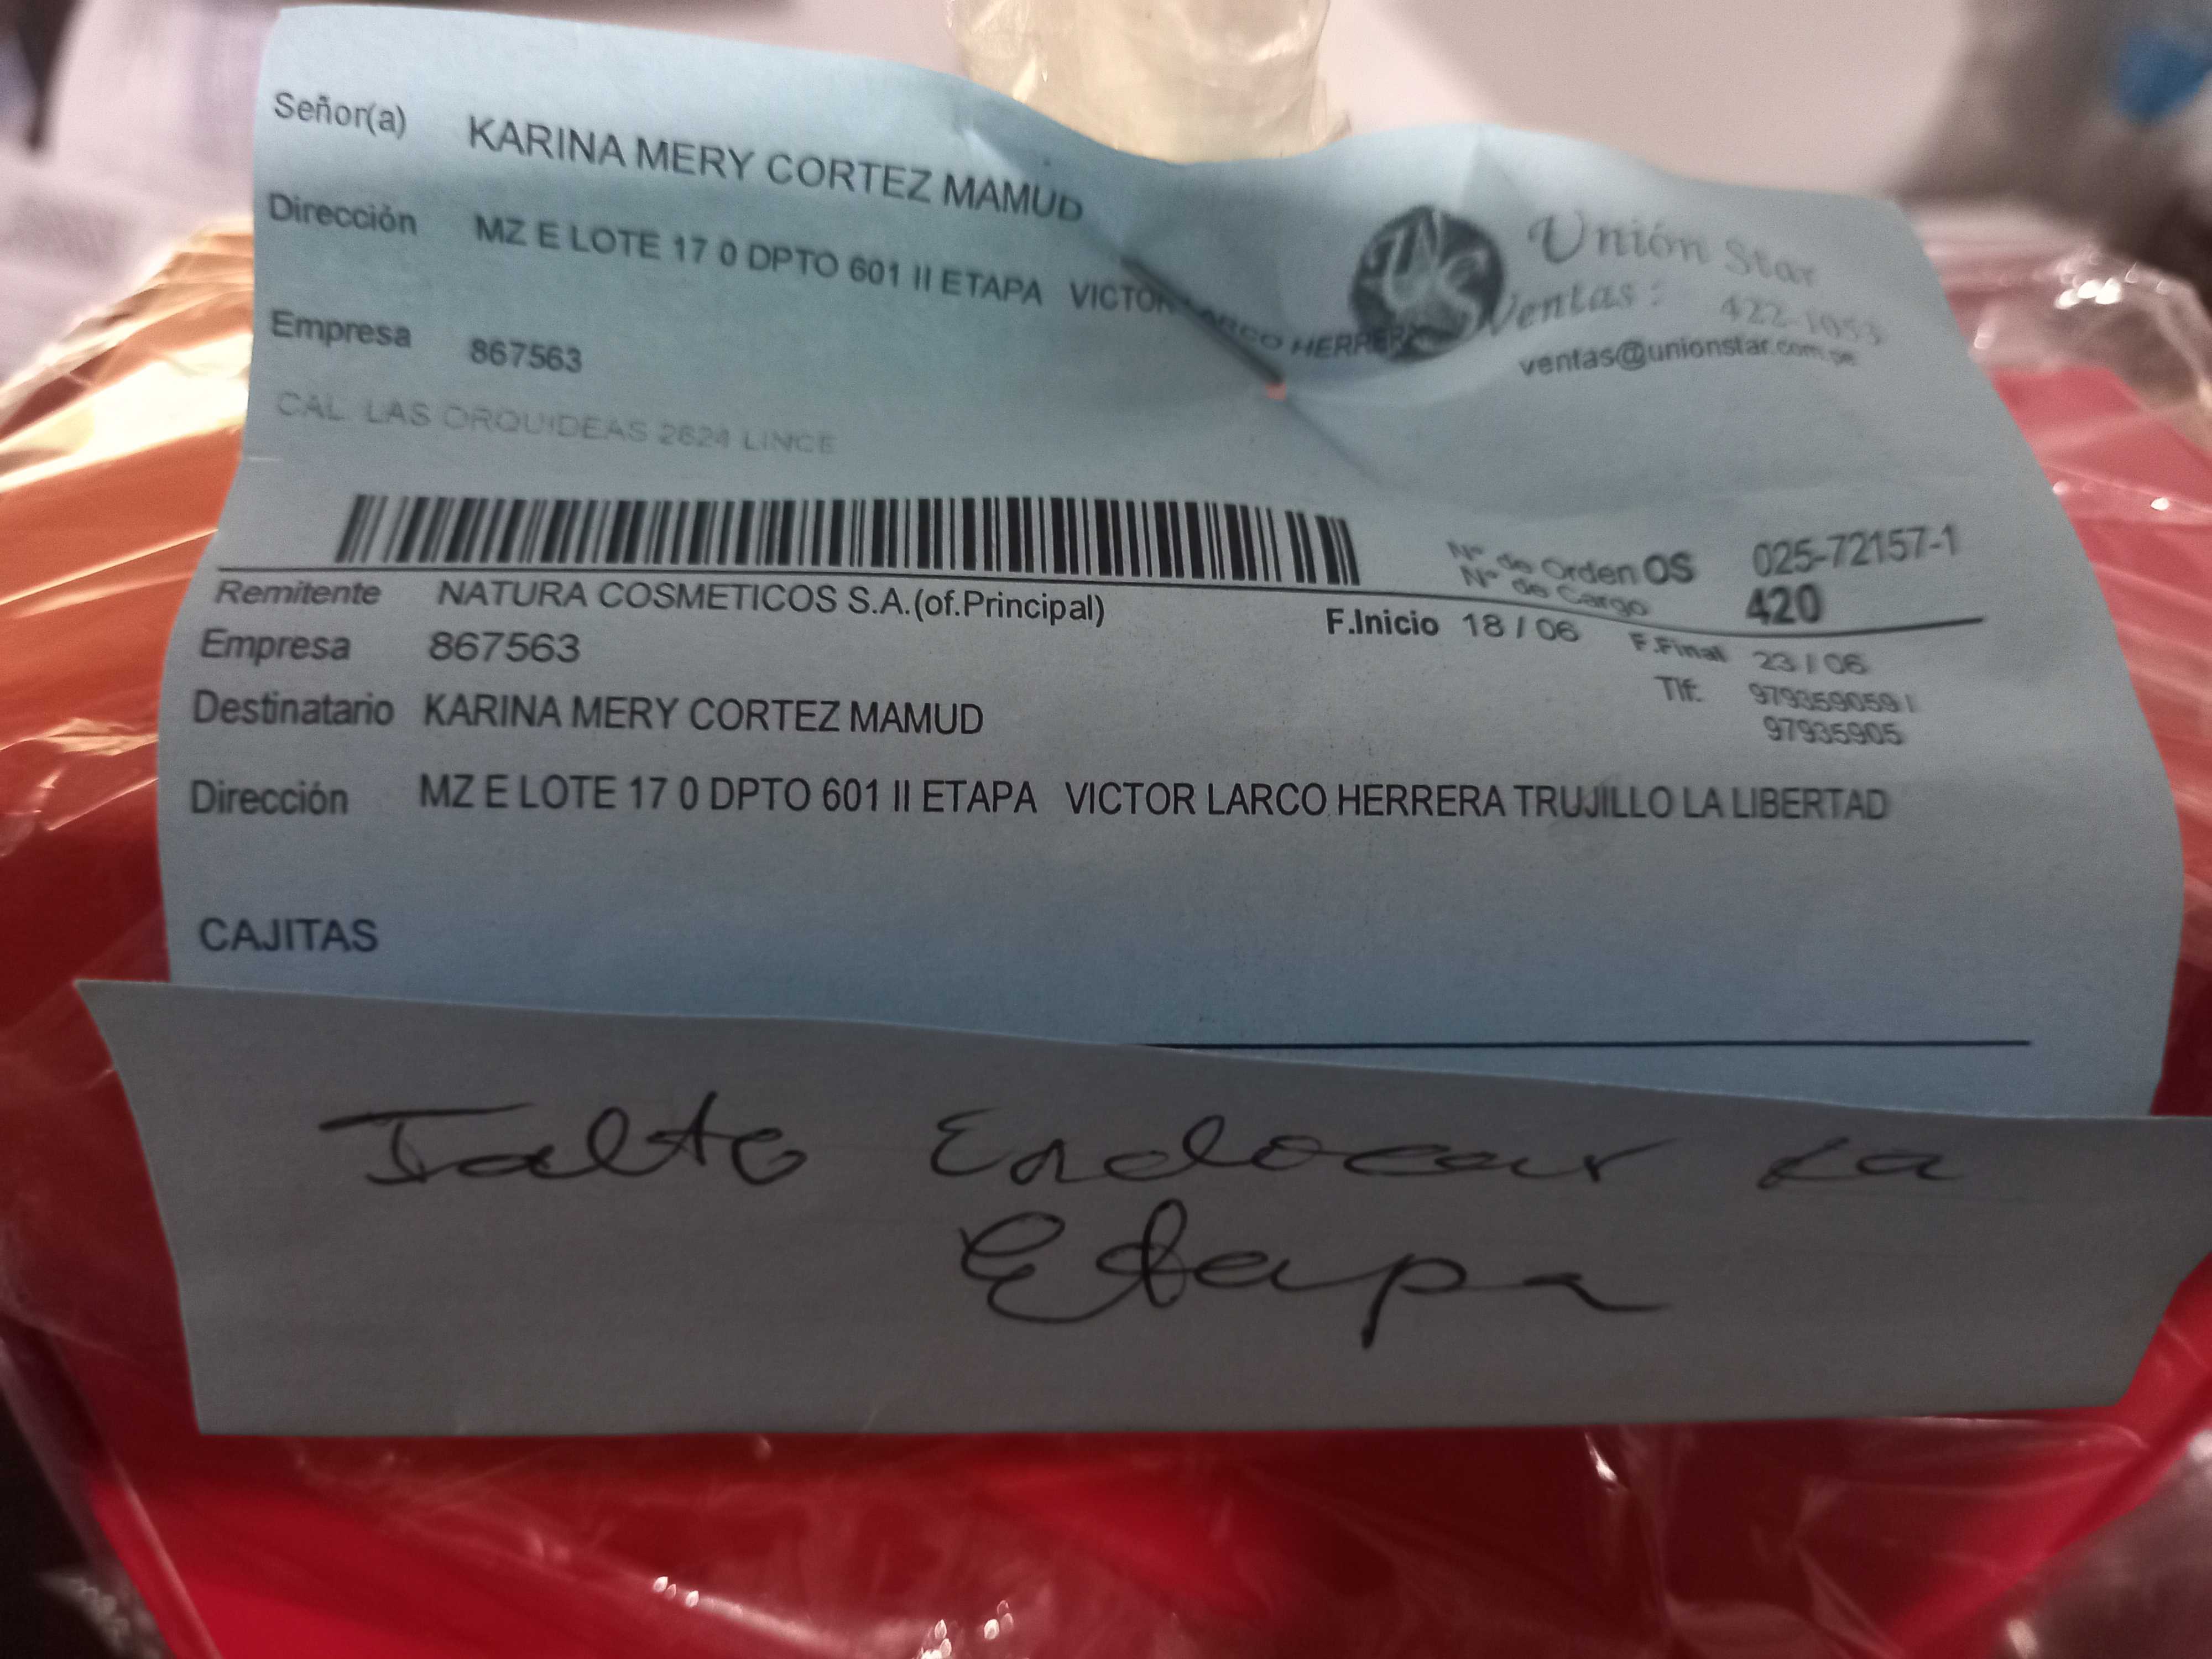 Señor(a) KARINA MERY CORTEZ MAMUD
Dirección MZ E LOTE 17 0 DPTO 601 II ETAPA VICTOR LARCO HERRERA
Unión Star
Ventas: 422-1053
ventas@unionstar.com.pe
Empresa 867563
CAL. LAS ORQUIDEAS 2624 LINCE
Nº de Orden OS 025-72157-1
Nº de Cargo 420
Remitente NATURA COSMETICOS S.A.(of.Principal) F.Inicio 18 / 06 F.Final 23 / 06
Empresa 867563 Tlf: 979359059 /
97935905
Destinatario KARINA MERY CORTEZ MAMUD
Dirección MZ E LOTE 17 0 DPTO 601 II ETAPA VICTOR LARCO HERRERA TRUJILLO LA LIBERTAD
CAJITAS
Falto la
Etapa